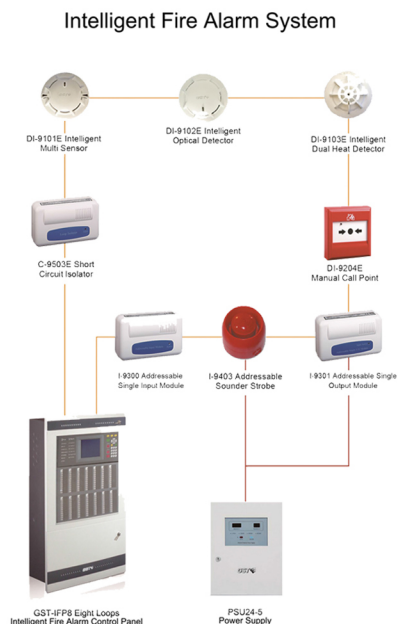 Intelligent Fire Alarm System
DI-9101E Intelligent
Multi Sensor
DI-9102E Intelligent
Optical Detector
DI-9103E Intelligent
Dual Heat Detector
C-9503E Short
Circuit Isolator
DI-9204E
Manual Call Point
I-9300 Addressable
Single Input Module
I-9403 Addressable
Sounder Strobe
I-9301 Addressable Single
Output Module
GST
GST-IFP8 Eight Loops
Intelligent Fire Alarm Control Panel
PSU24-5
Power Supply